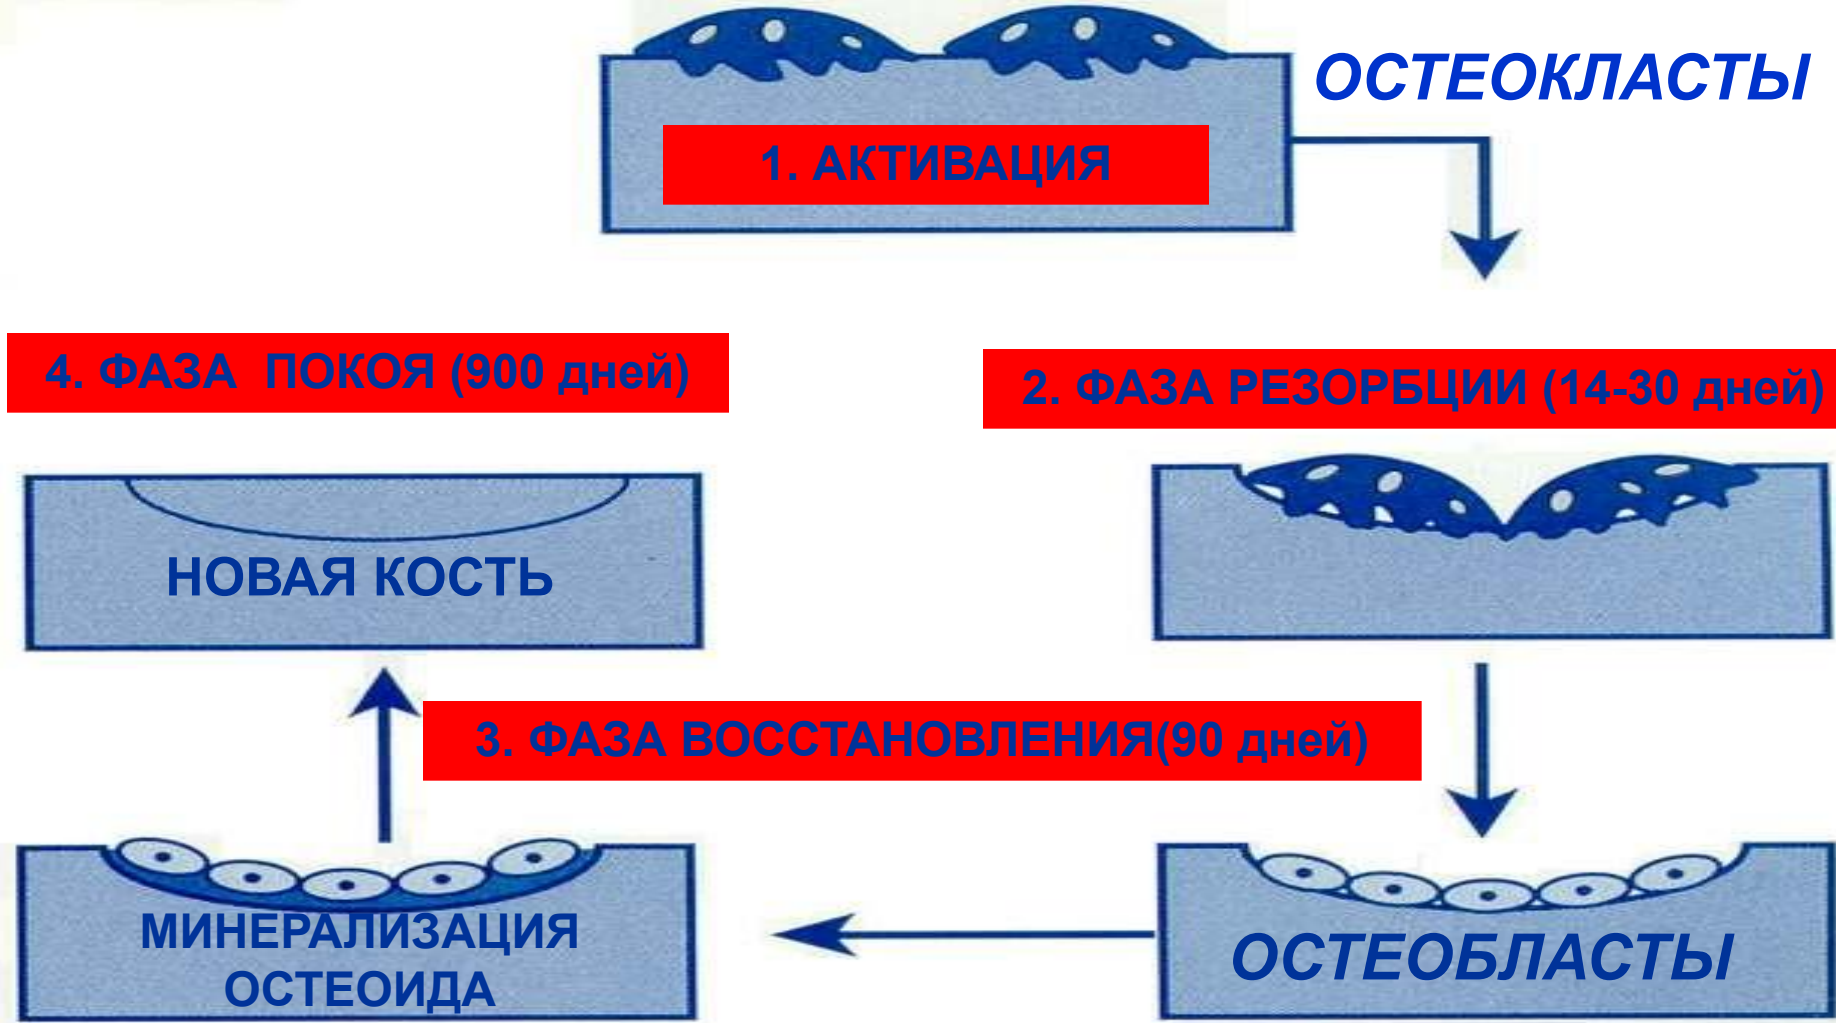 ОСТЕОКЛАСТЫ
1. АКТИВАЦИЯ
4. ФАЗА ПОКОЯ (900 дней)
2. ФАЗА РЕЗОРБЦИИ (14-30 дней)
НОВАЯ КОСТЬ
3. ФАЗА ВОССТАНОВЛЕНИЯ(90 дней)
МИНЕРАЛИЗАЦИЯ
ОСТЕОИДА
ОСТЕОБЛАСТЫ